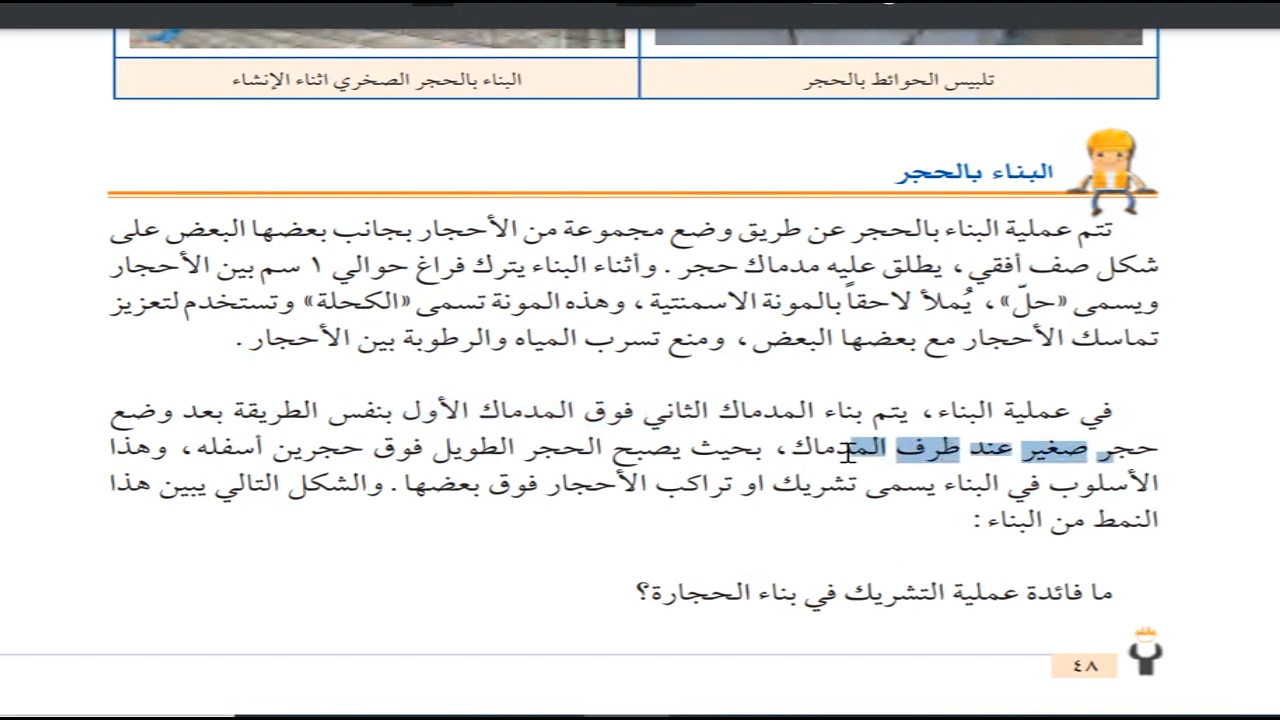 تلبيس الحوائط بالحجر
البناء بالحجر الصخري اثناء الإنشاء
البناء بالحجر
تتم عملية البناء بالحجر عن طريق وضع مجموعة من الأحجار بجانب بعضها البعض على
شكل صف أفقي، يطلق عليه مدماك حجر. وأثناء البناء يترك فراغ حوالي ١ سم بين الأحجار
ويسمى «حلّ»، يُملأ لاحقاً بالمونة الاسمنتية، وهذه المونة تسمى «الكحلة» وتستخدم لتعزيز
تماسك الأحجار مع بعضها البعض، ومنع تسرب المياه والرطوبة بين الأحجار.
في عملية البناء، يتم بناء المدماك الثاني فوق المدماك الأول بنفس الطريقة بعد وضع
حجر صغير عند طرف المدماك، بحيث يصبح الحجر الطويل فوق حجرين أسفله، وهذا
الأسلوب في البناء يسمى تشريك او تراكب الأحجار فوق بعضها. والشكل التالي يبين هذا
النمط من البناء:
ما فائدة عملية التشريك في بناء الحجارة؟
٤٨